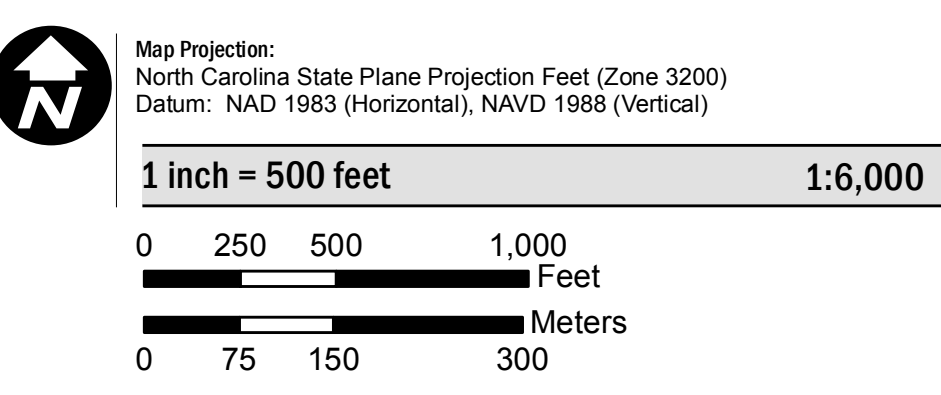 N
Map Projection:
North Carolina State Plane Projection Feet (Zone 3200)
Datum: NAD 1983 (Horizontal), NAVD 1988 (Vertical)
1 inch = 500 feet 1:6,000
0 250 500 1,000
Feet
Meters
0 75 150 300